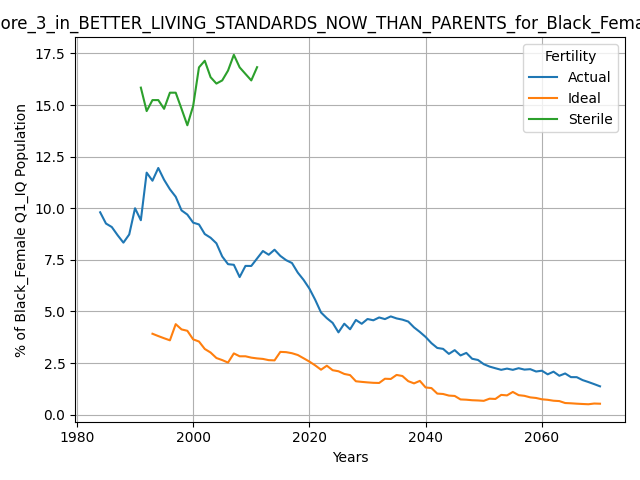 ore_3_in_BETTER_LIVING_STANDARDS_NOW_THAN_PARENTS_for_Black_Fema
Fertility
Actual
Ideal
Sterile
% of Black_Female Q1_IQ Population
17.5
15.0
12.5
10.0
7.5
5.0
2.5
0.0
1980 2000 2020 2040 2060
Years